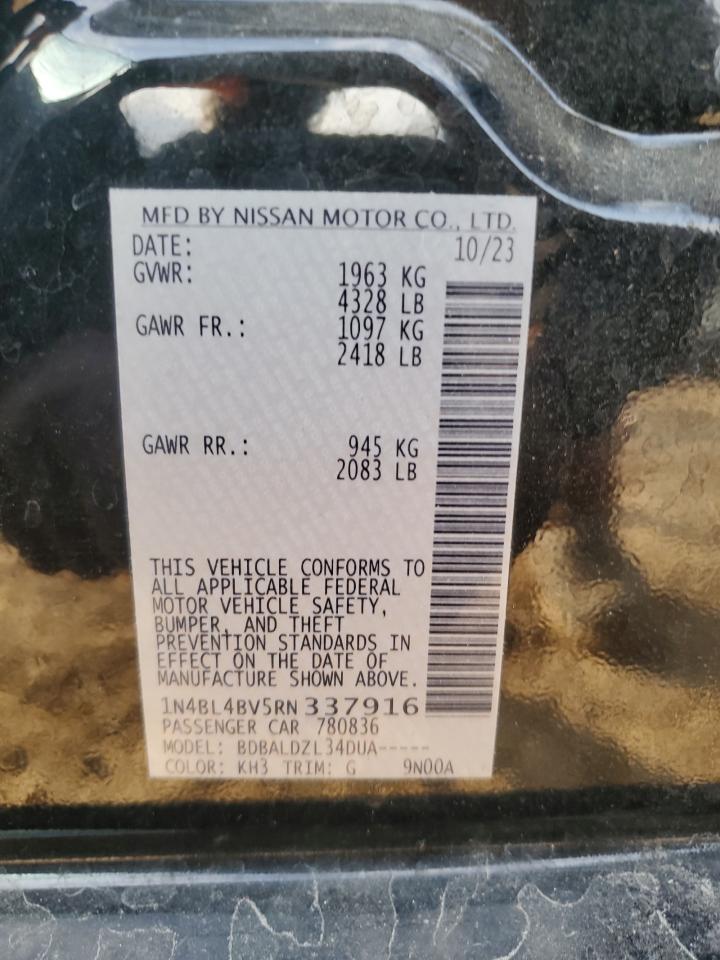 MFD BY NISSAN MOTOR CO., LTD.
DATE: 10/23
GVWR: 1963 KG
4328 LB
GAWR FR.: 1097 KG
2418 LB
GAWR RR.: 945 KG
2083 LB
THIS VEHICLE CONFORMS TO
ALL APPLICABLE FEDERAL
MOTOR VEHICLE SAFETY,
BUMPER, AND THEFT
PREVENTION STANDARDS IN
EFFECT ON THE DATE OF
MANUFACTURE SHOWN ABOVE.
1N4BL4BV5RN 337916
PASSENGER CAR 780836
MODEL: BDBALDZL34DUA-----
COLOR: KH3 TRIM: G 9N00A